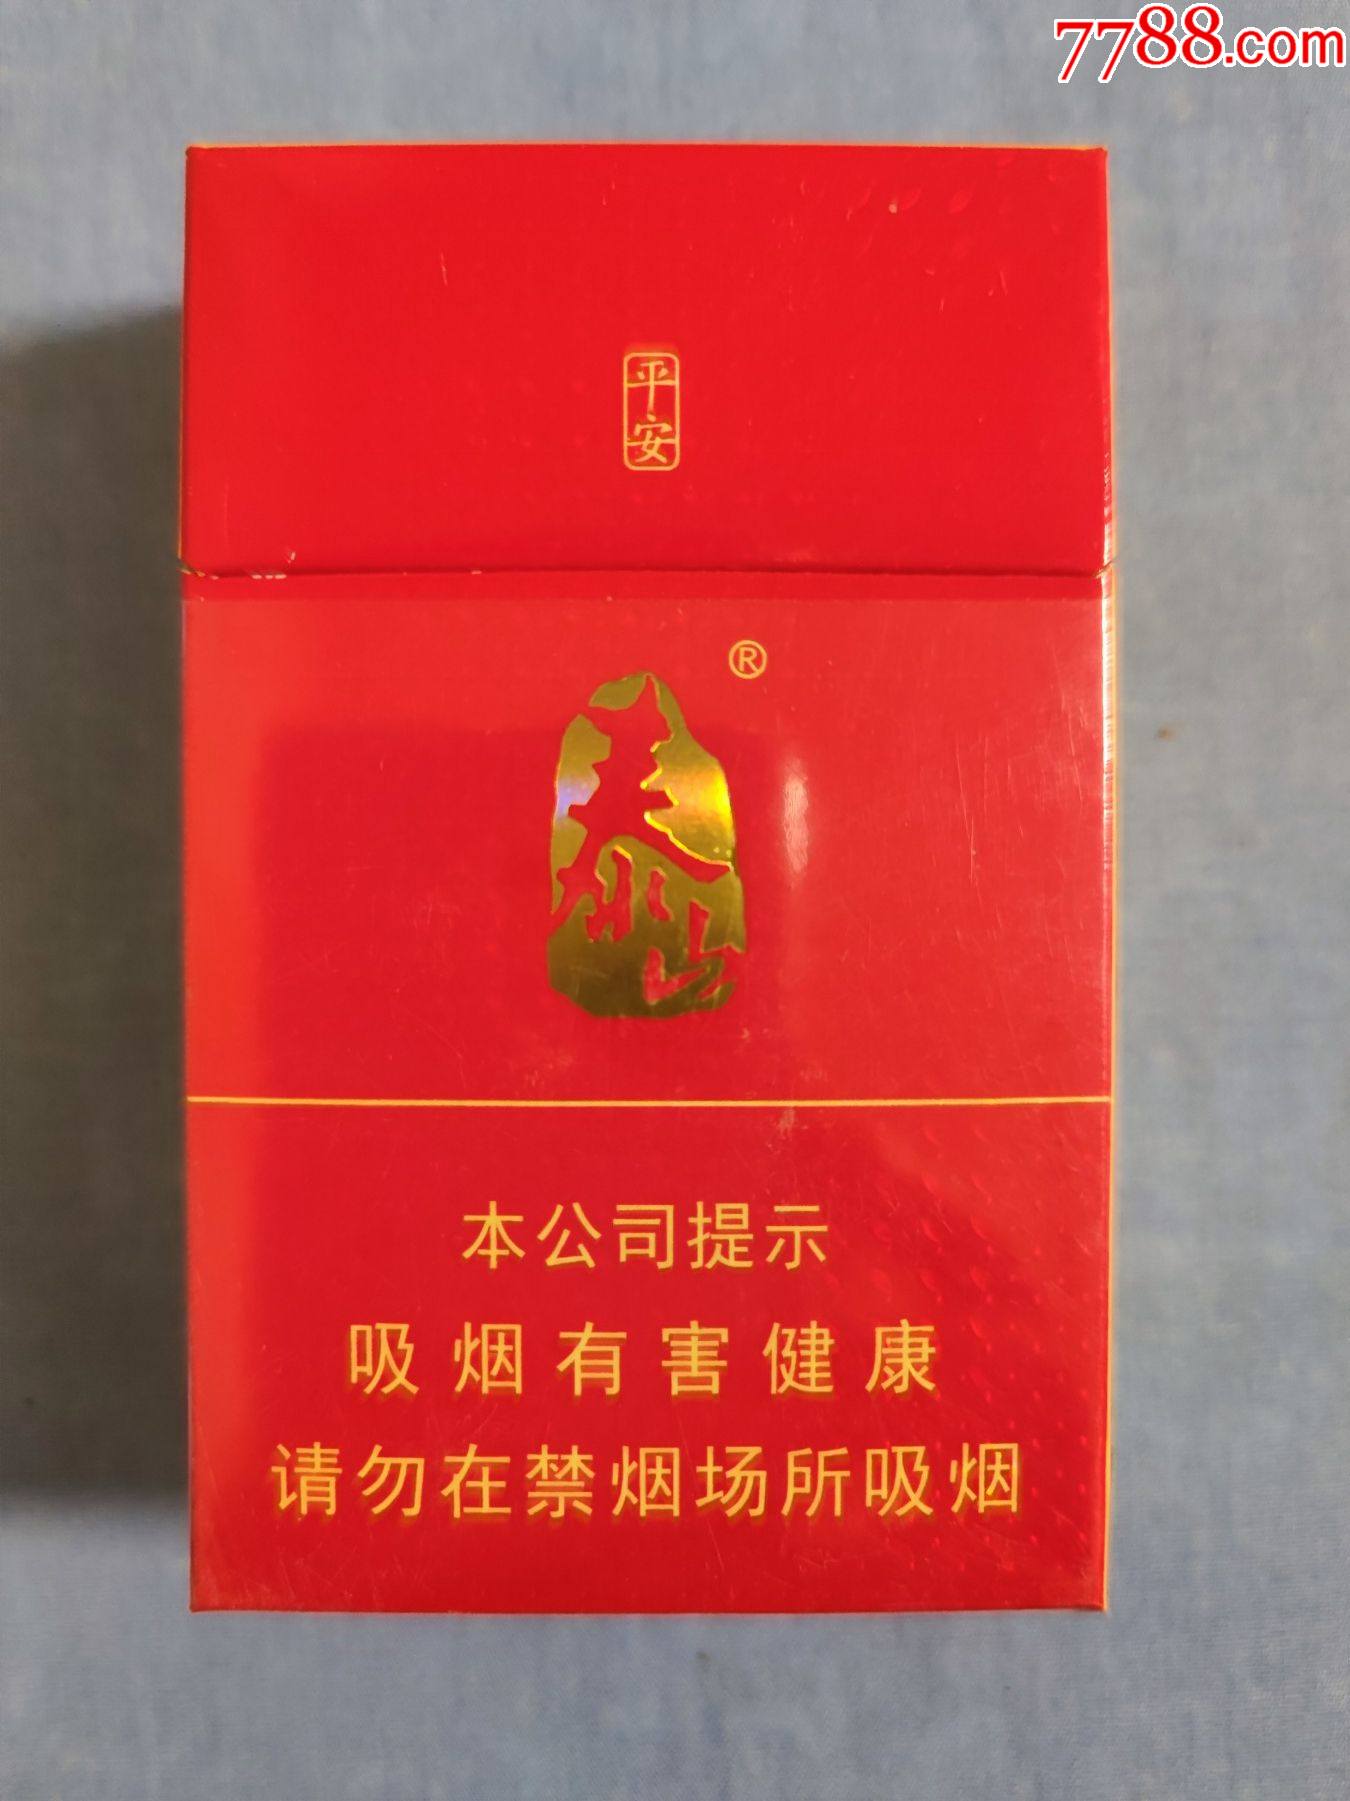 7788.com
平安
®
泰山
本公司提示
吸烟有害健康
请勿在禁烟场所吸烟